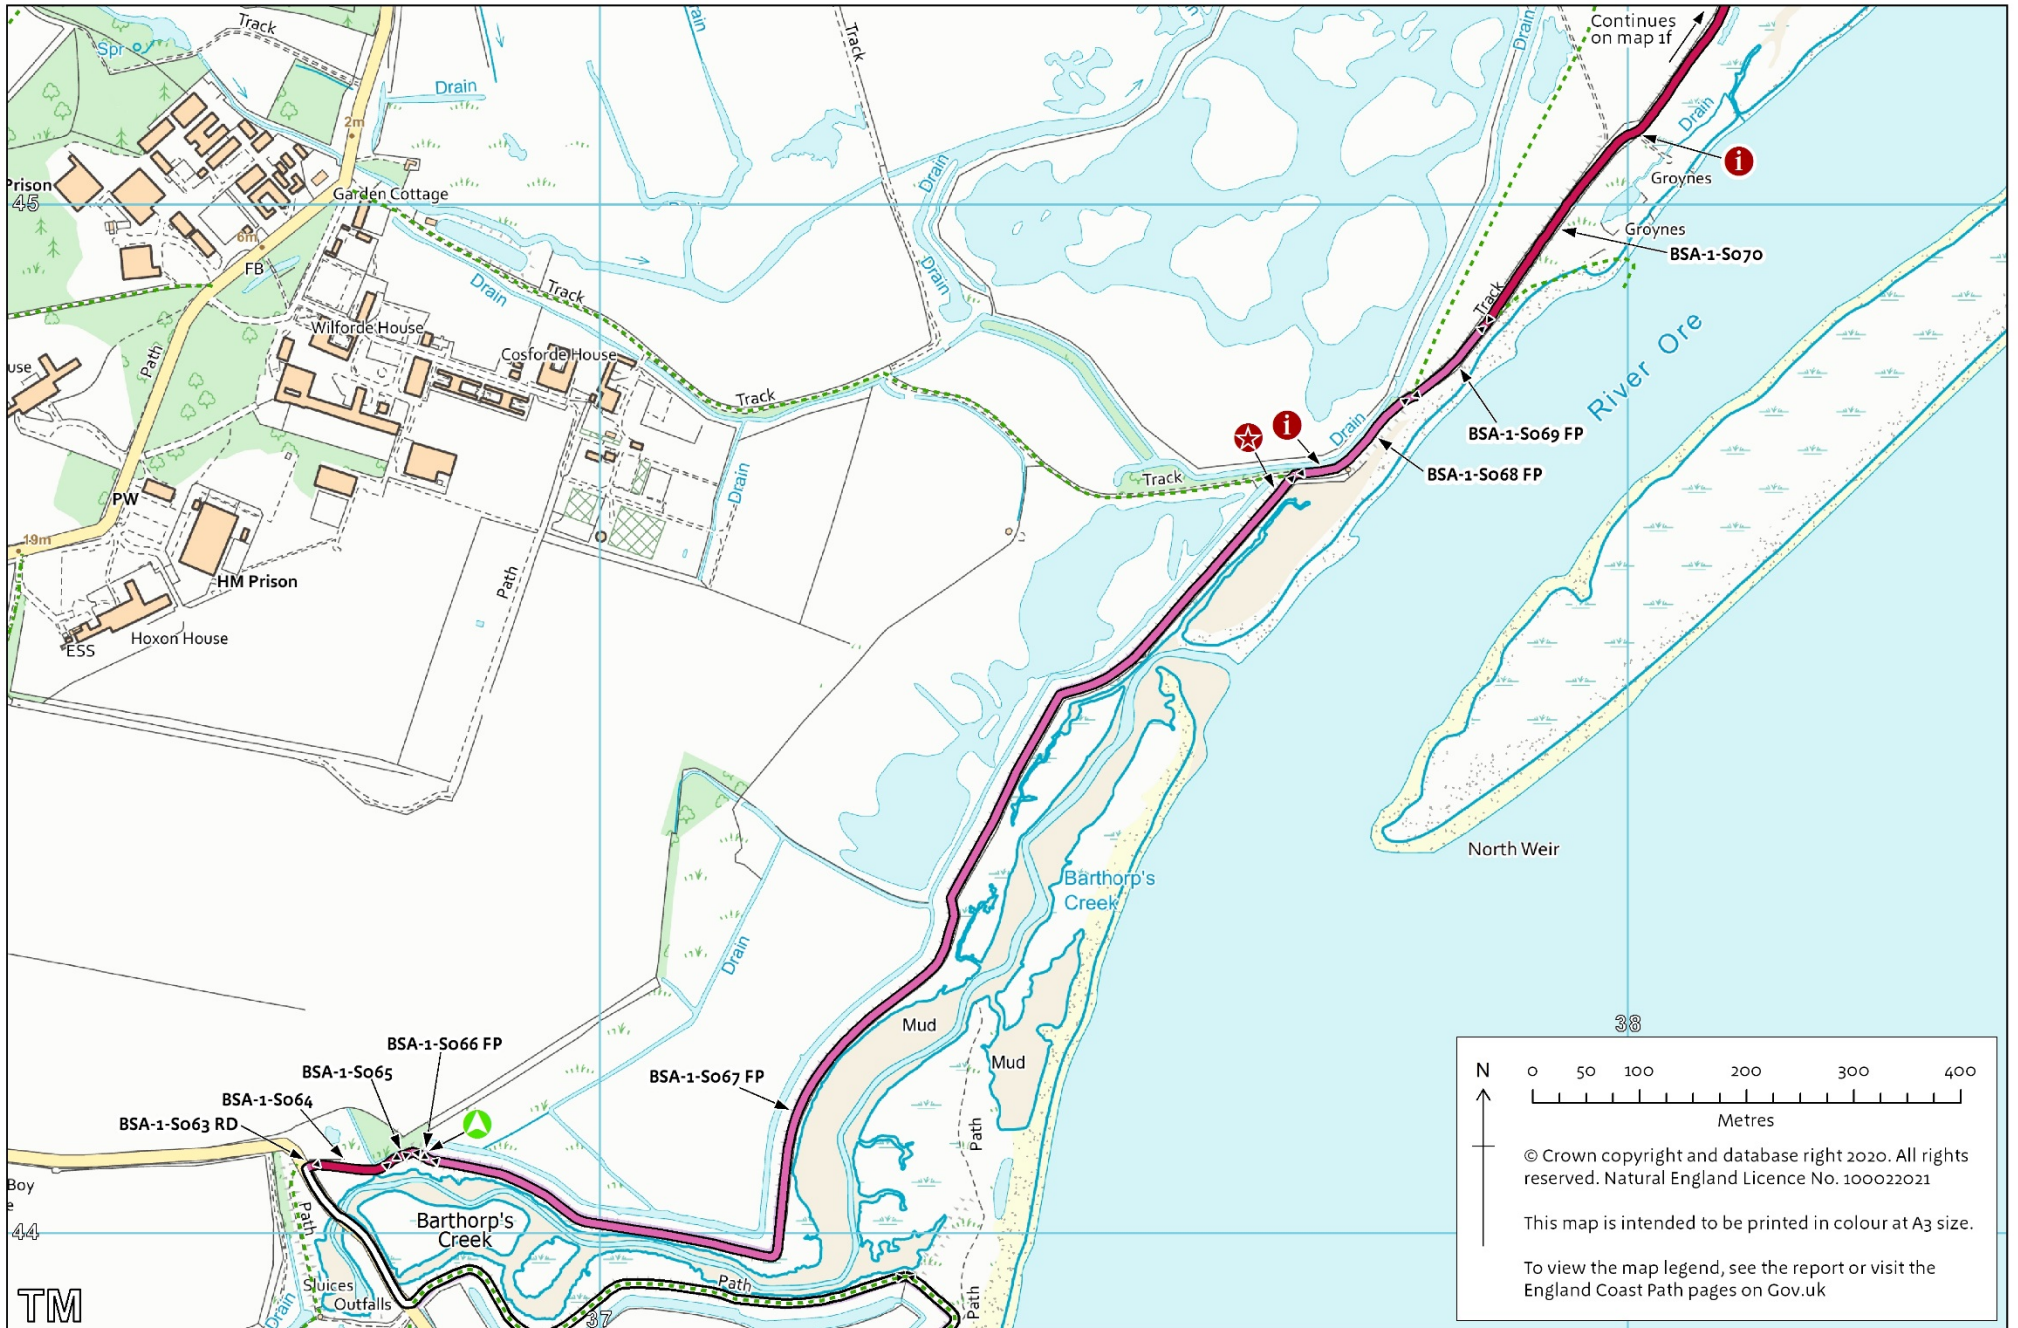 Track
Continues
on map 1f
Spr
rain
Drain
Track
Drain
Drain
2m
Prison
45
Garden Cottage
Drain
Groynes
6m
FB
Groynes
BSA-1-S070
Drain
Drain
Track
Track
Wilforde House
Path
use
Cosforde House
River Ore
Track
Drain
BSA-1-S069 FP
BSA-1-S068 FP
Track
Drain
PW
19m
HM Prison
Path
Hoxon House
ESS
North Weir
Barthorp's
Creek
Drain
Mud
Mud
38
BSA-1-S066 FP
BSA-1-S065
BSA-1-S067 FP
BSA-1-S064
BSA-1-S063 RD
Path
Boy
e
Path
44
Barthorp's
Creek
Sluices
Outfalls
Path
Path
Drain
TM
37
N
0 50 100 200 300 400
Metres
© Crown copyright and database right 2020. All rights
reserved. Natural England Licence No. 100022021
This map is intended to be printed in colour at A3 size.
To view the map legend, see the report or visit the
England Coast Path pages on Gov.uk